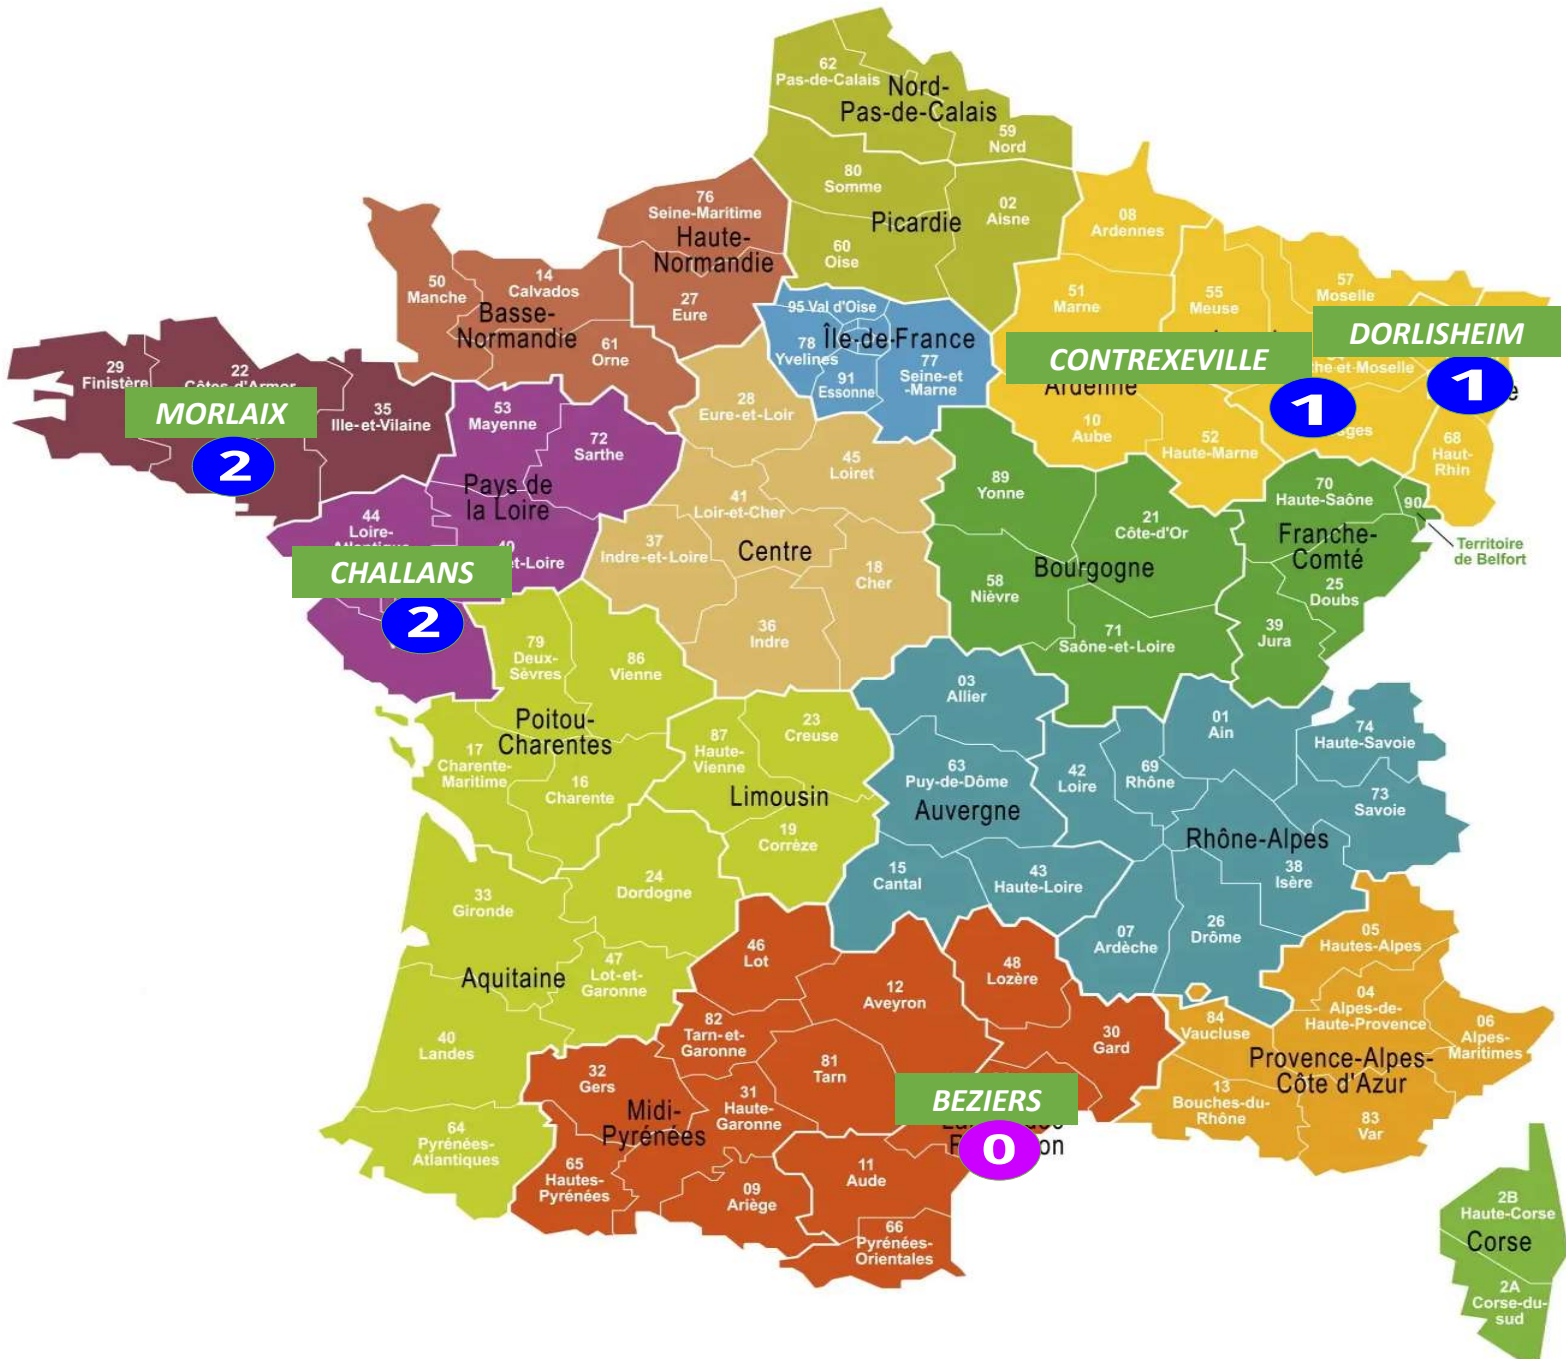 62
Pas-de-Calais
Nord-
Pas-de-Calais
59
Nord
80
Somme
02
Aisne
Picardie
60
Oise
76
Seine-Maritime
Haute-
Normandie
27
Eure
08
Ardennes
50
Manche
14
Calvados
Basse-
Normandie
61
Orne
95 Val d'Oise
Île-de-France
78
Yvelines
91
Essonne
77
Seine-et
-Marne
51
Marne
55
Meuse
57
Moselle
DORLISHEIM
1
CONTREXEVILLE
1
the-et-Moselle
Ardenne
10
Aube
52
Haute-Marne
68
Haut-
Rhin
29
Finistère
22
Côtes-d'Armor
MORLAIX
2
35
Ille-et-Vilaine
53
Mayenne
72
Sarthe
Pays de
la Loire
44
Loire-
Atlantique
49
et-Loire
CHALLANS
2
28
Eure-et-Loir
45
Loiret
41
Loir-et-Cher
37
Indre-et-Loire
Centre
18
Cher
36
Indre
89
Yonne
21
Côte-d'Or
Bourgogne
58
Nièvre
71
Saône-et-Loire
70
Haute-Saône
90
Territoire
de Belfort
Franche-
Comté
25
Doubs
39
Jura
79
Deux-
Sèvres
86
Vienne
Poitou-
Charentes
17
Charente-
Maritime
16
Charente
87
Haute-
Vienne
23
Creuse
Limousin
19
Corrèze
03
Allier
63
Puy-de-Dôme
Auvergne
15
Cantal
43
Haute-Loire
42
Loire
69
Rhône
01
Ain
74
Haute-Savoie
73
Savoie
Rhône-Alpes
38
Isère
07
Ardèche
26
Drôme
33
Gironde
24
Dordogne
Aquitaine
47
Lot-et-
Garonne
40
Landes
64
Pyrénées-
Atlantiques
46
Lot
12
Aveyron
48
Lozère
30
Gard
82
Tarn-et-
Garonne
81
Tarn
32
Gers
31
Haute-
Garonne
Midi-
Pyrénées
65
Hautes-
Pyrénées
09
Ariège
BEZIERS
0
on
11
Aude
66
Pyrénées-
Orientales
05
Hautes-Alpes
04
Alpes-de-
Haute-Provence
06
Alpes-
Maritimes
84
Vaucluse
Provence-Alpes-
Côte d'Azur
13
Bouches-du-
Rhône
83
Var
2B
Haute-Corse
Corse
2A
Corse-du-
sud